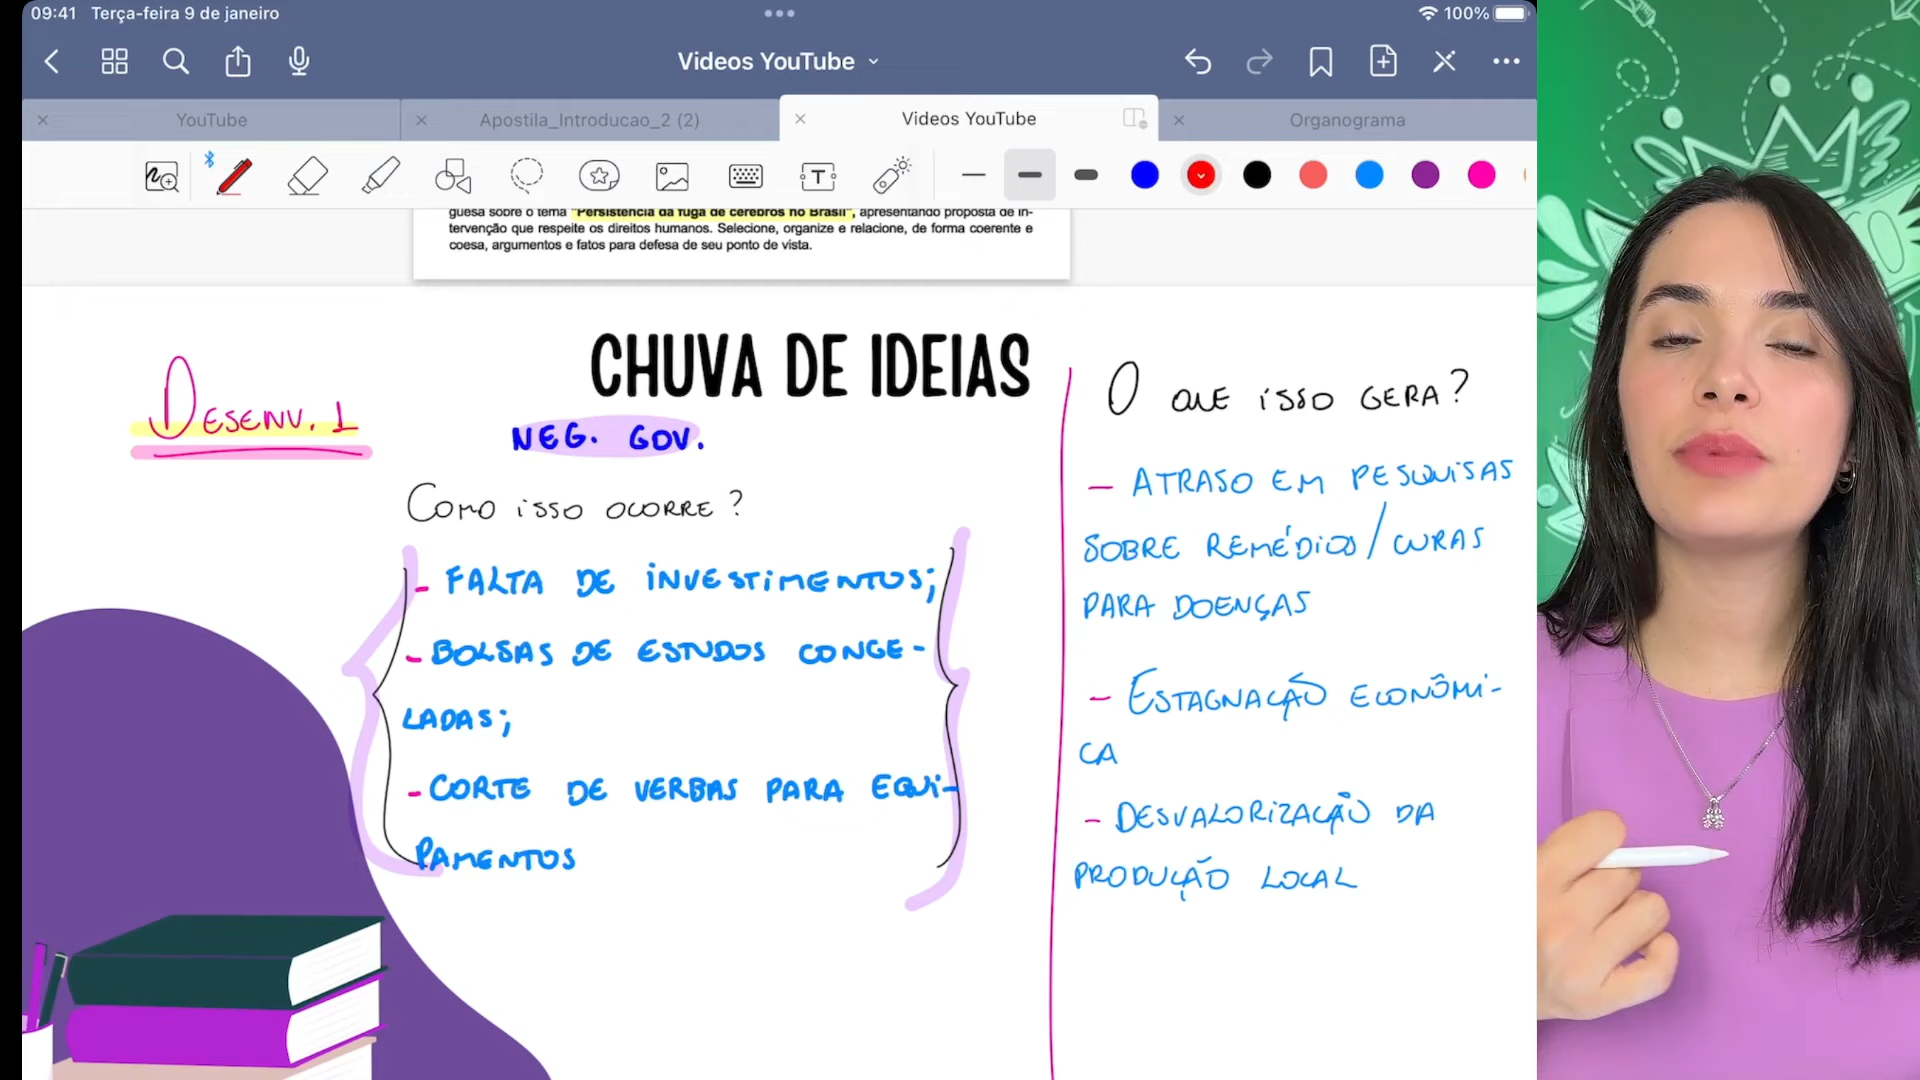 09:41 Terça-feira 9 de janeiro
100%
Videos YouTube
YouTube
Apostila_Introducao_2 (2)
Videos YouTube
Organograma
guesa sobre o tema "Persistência da fuga de cérebros no Brasil", apresentando proposta de in-
tervenção que respeite os direitos humanos. Selecione, organize e relacione, de forma coerente e
coesa, argumentos e fatos para defesa de seu ponto de vista.
CHUVA DE IDEIAS
DESENV. 1
NEG. GOV.
COMO ISSO OCORRE?
- FALTA DE INVESTIMENTOS;
- BOLSAS DE ESTUDOS CONGE-
LADAS;
- CORTE DE VERBAS PARA EQUI-
PAMENTOS
O QUE ISSO GERA?
- ATRASO EM PESQUISAS
SOBRE REMÉDIOS/CURAS
PARA DOENÇAS
- ESTAGNAÇÃO ECONÔMI-
CA
- DESVALORIZAÇÃO DA
PRODUÇÃO LOCAL